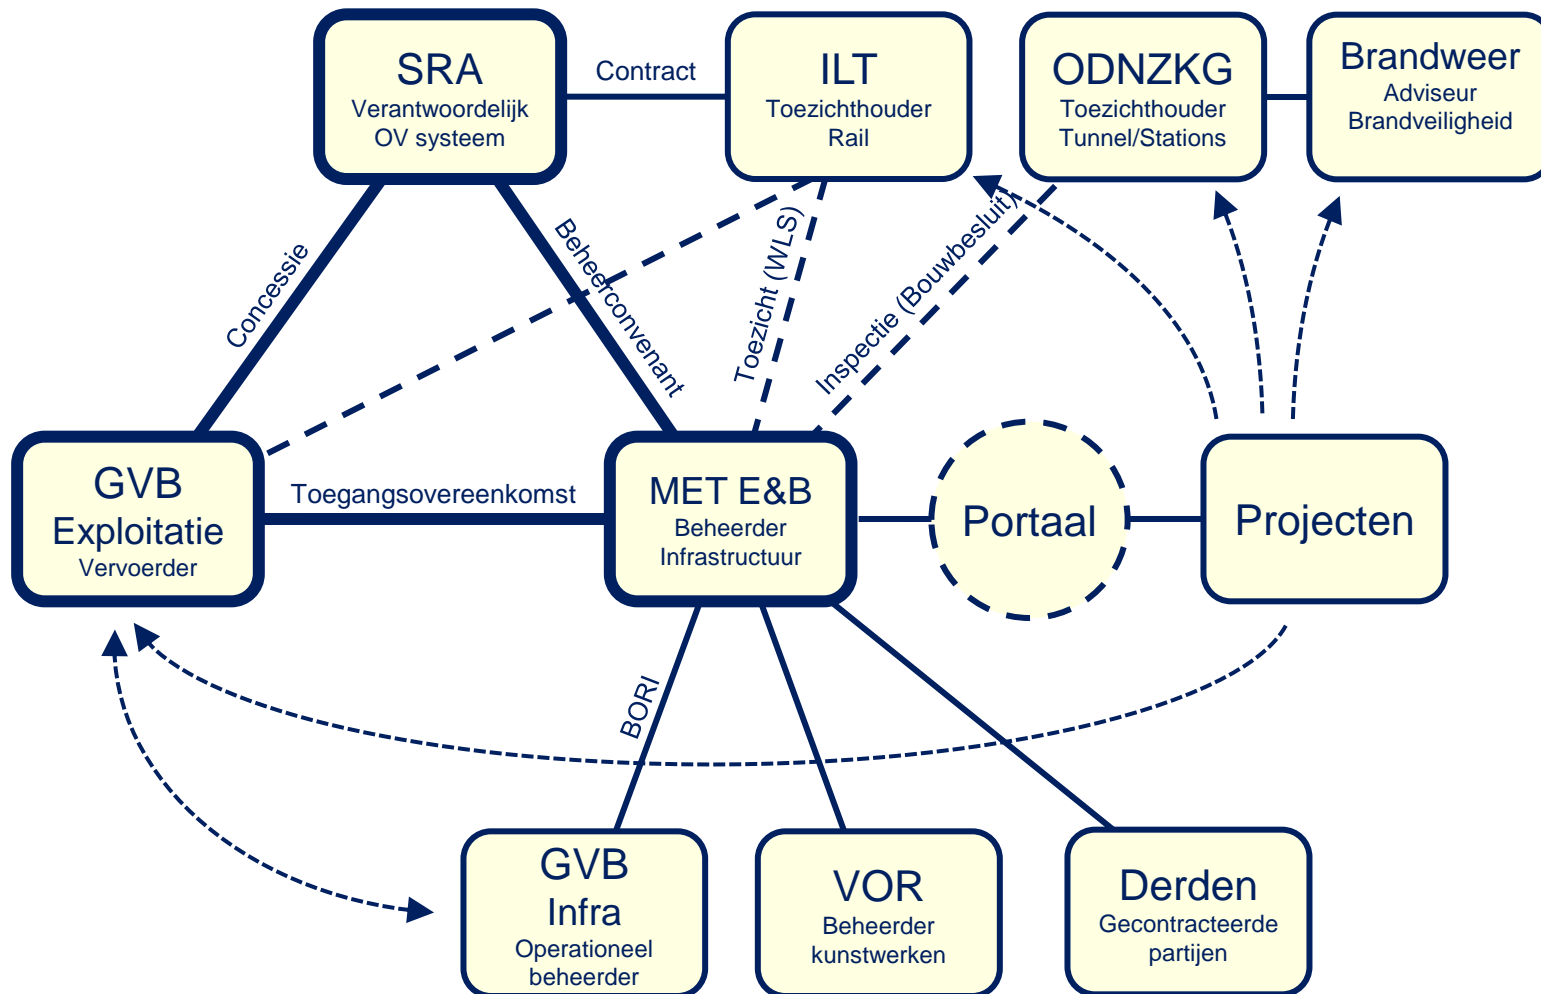 SRA
Verantwoordelijk
OV systeem
Contract
ILT
Toezichthouder
Rail
ODNZKG
Toezichthouder
Tunnel/Stations
Brandweer
Adviseur
Brandveiligheid
Concessie
Beheerconvenant
Toezicht (WLS)
Inspectie (Bouwbesluit)
GVB
Exploitatie
Vervoerder
Toegangsovereenkomst
MET E&B
Beheerder
Infrastructuur
Portaal
Projecten
BORI
GVB
Infra
Operationeel
beheerder
VOR
Beheerder
kunstwerken
Derden
Gecontracteerde
partijen